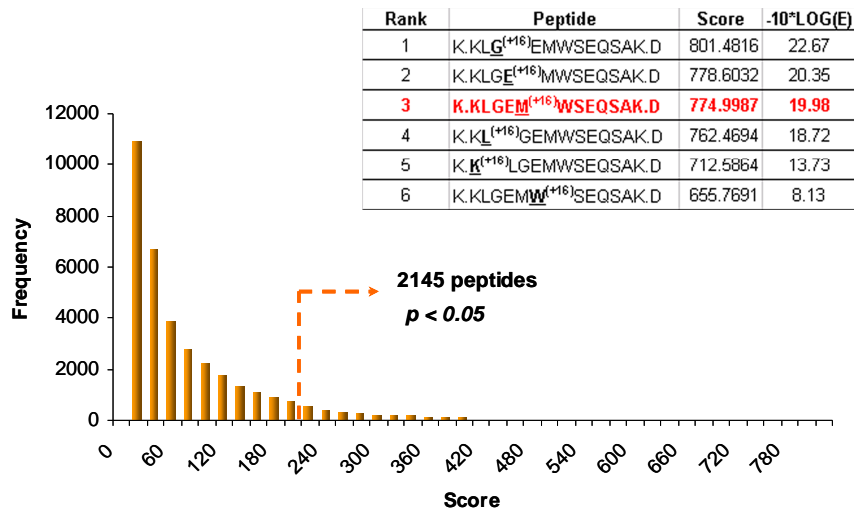 Rank Peptide Score -10*LOG(E)
1 K.KLG(+16)EMWSEQSAK.D 801.4816 22.67
2 K.KLGE(+16)MWSEQSAK.D 778.6032 20.35
3 K.KLGEM(+16)WSEQSAK.D 774.9987 19.98
4 K.KL(+16)GEMWSEQSAK.D 762.4694 18.72
5 K.K(+16)LGEMWSEQSAK.D 712.5864 13.73
6 K.KLGEMW(+16)SEQSAK.D 655.7691 8.13
12000
10000
8000
6000
4000
2000
0
Frequency
2145 peptides
p < 0.05
0 60 120 180 240 300 360 420 480 540 600 660 720 780
Score